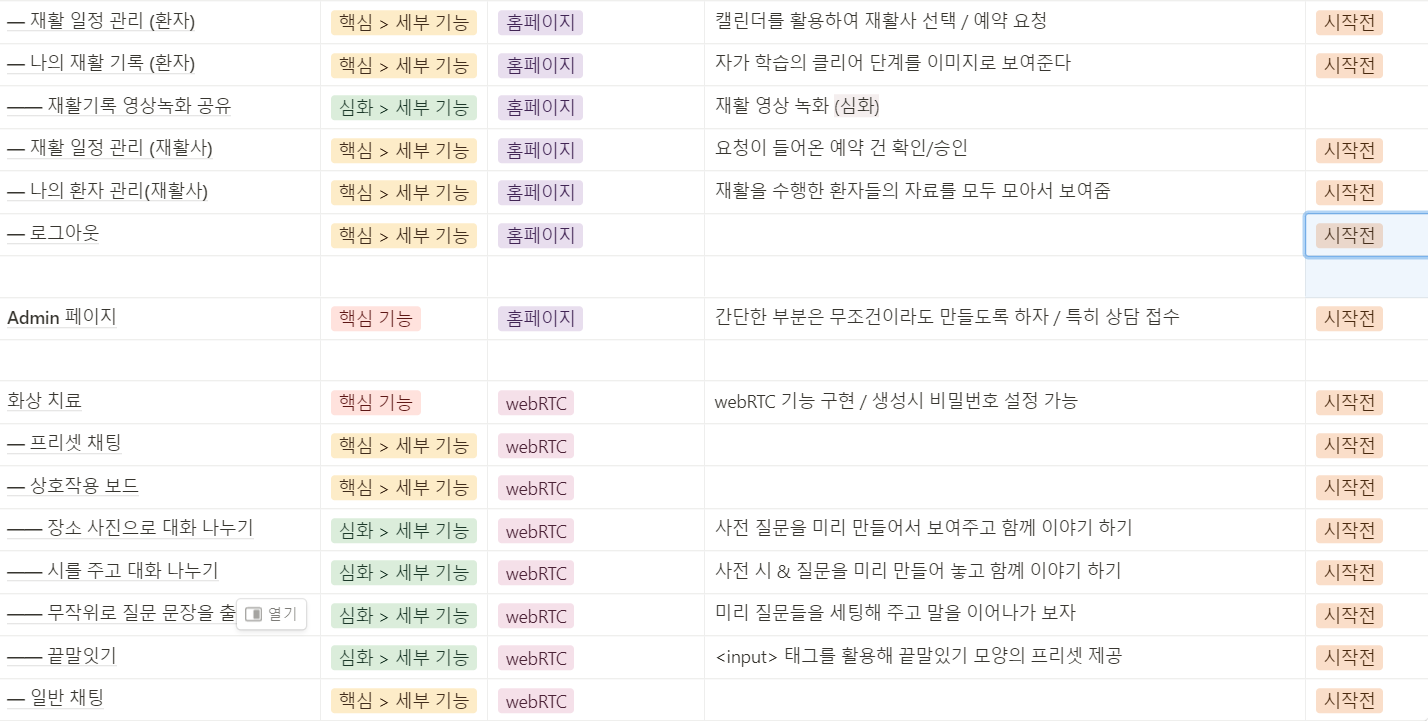 — 재활 일정 관리 (환자) 핵심 > 세부 기능 홈페이지 캘린더를 활용하여 재활사 선택 / 예약 요청 시작전
— 나의 재활 기록 (환자) 핵심 > 세부 기능 홈페이지 자가 학습의 클리어 단계를 이미지로 보여준다 시작전
—— 재활기록 영상녹화 공유 심화 > 세부 기능 홈페이지 재활 영상 녹화 (심화)
— 재활 일정 관리 (재활사) 핵심 > 세부 기능 홈페이지 요청이 들어온 예약 건 확인/승인 시작전
— 나의 환자 관리(재활사) 핵심 > 세부 기능 홈페이지 재활을 수행한 환자들의 자료를 모두 모아서 보여줌 시작전
— 로그아웃 핵심 > 세부 기능 홈페이지 시작전
Admin 페이지 핵심 기능 홈페이지 간단한 부분은 무조건이라도 만들도록 하자 / 특히 상담 접수 시작전
화상 치료 핵심 기능 webRTC webRTC 기능 구현 / 생성시 비밀번호 설정 가능 시작전
— 프리셋 채팅 핵심 > 세부 기능 webRTC 시작전
— 상호작용 보드 핵심 > 세부 기능 webRTC 시작전
—— 장소 사진으로 대화 나누기 심화 > 세부 기능 webRTC 사전 질문을 미리 만들어서 보여주고 함께 이야기 하기 시작전
—— 시를 주고 대화 나누기 심화 > 세부 기능 webRTC 사전 시 & 질문을 미리 만들어 놓고 함꼐 이야기 하기 시작전
—— 무작위로 질문 문장을 출 열기 심화 > 세부 기능 webRTC 미리 질문들을 세팅해 주고 말을 이어나가 보자 시작전
—— 끝말잇기 심화 > 세부 기능 webRTC <input> 태그를 활용해 끝말있기 모양의 프리셋 제공 시작전
— 일반 채팅 핵심 > 세부 기능 webRTC 시작전